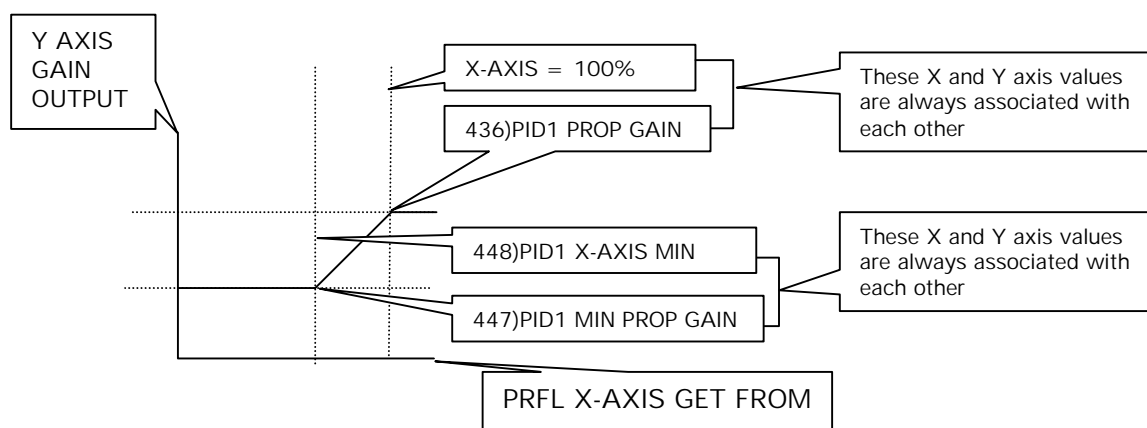 Y AXIS
GAIN
OUTPUT
X-AXIS = 100%
436)PID1 PROP GAIN
These X and Y axis values
are always associated with
each other
448)PID1 X-AXIS MIN
447)PID1 MIN PROP GAIN
These X and Y axis values
are always associated with
each other
PRFL X-AXIS GET FROM